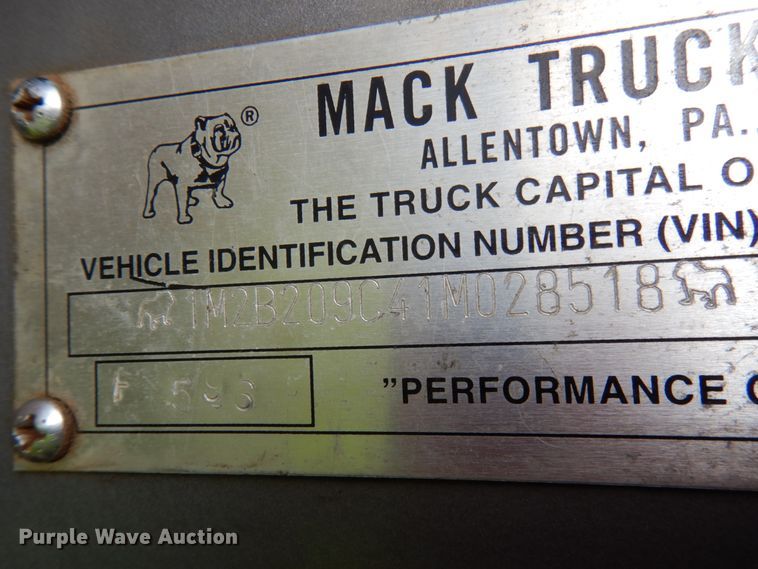 ®
MACK TRUCK
ALLENTOWN, PA.,
THE TRUCK CAPITAL O
VEHICLE IDENTIFICATION NUMBER (VIN)
1M2B209C41M028518
"PERFORMANCE
Purple Wave Auction